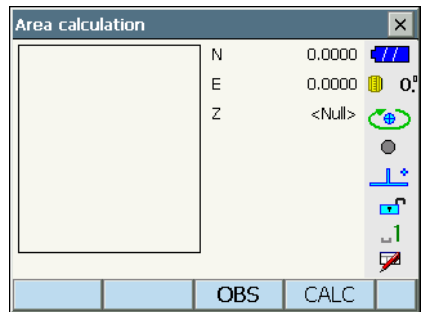 Area calculation
N 0.0000
E 0.0000 0."
Z <Null>
1
OBS CALC